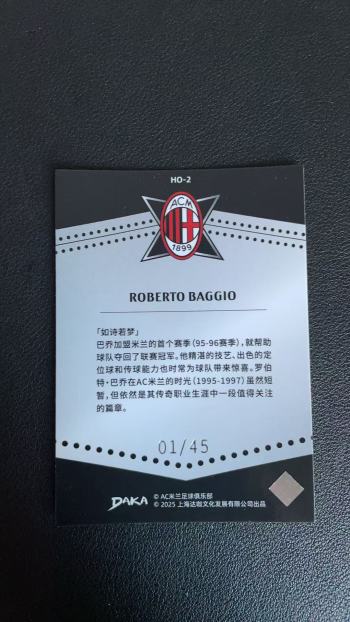 HO-2
ACM
1899
ROBERTO BAGGIO
「如诗若梦」
巴乔加盟米兰的首个赛季(95-96赛季),就帮助
球队夺回了联赛冠军。他精湛的技艺、出色的定
位球和传球能力也时常为球队带来惊喜。罗伯
特·巴乔在AC米兰的时光(1995-1997)虽然短
暂,但依然是其传奇职业生涯中一段值得关注
的篇章。
01/45
DAKA
© AC米兰足球俱乐部
© 2025 上海达咖文化发展有限公司出品